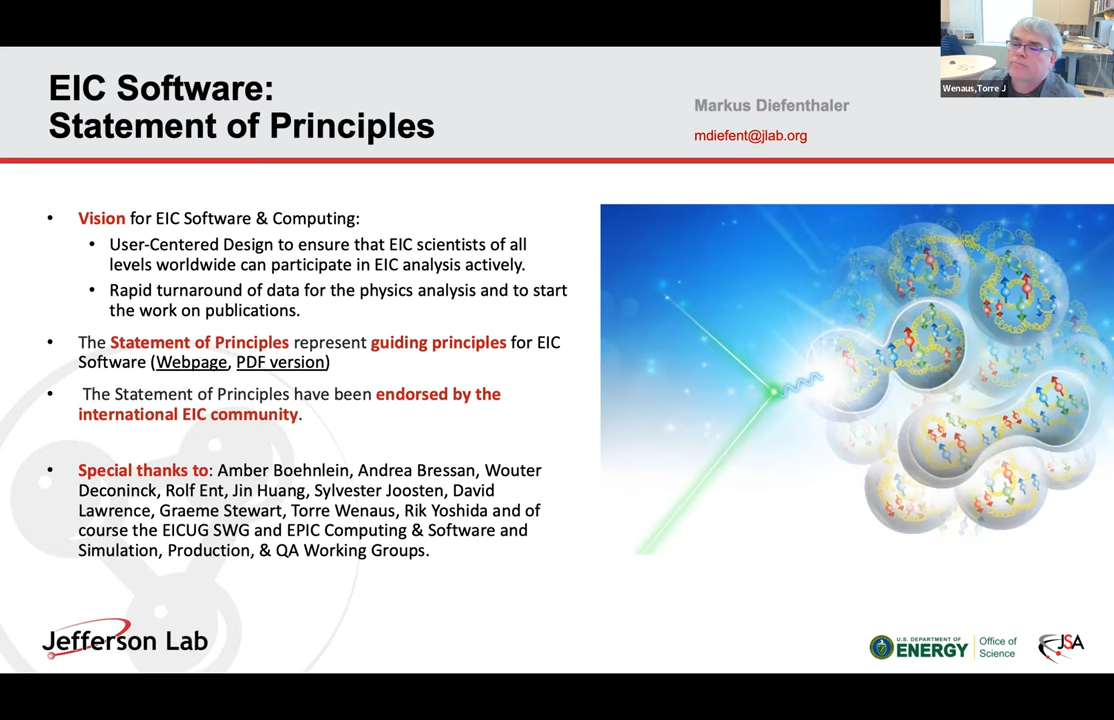 EIC Software:
Statement of Principles
Markus Diefenthaler
mdiefent@jlab.org
Wenaus,Torre J
• Vision for EIC Software & Computing:
• User-Centered Design to ensure that EIC scientists of all
levels worldwide can participate in EIC analysis actively.
• Rapid turnaround of data for the physics analysis and to start
the work on publications.
• The Statement of Principles represent guiding principles for EIC
Software (Webpage, PDF version)
• The Statement of Principles have been endorsed by the
international EIC community.
• Special thanks to: Amber Boehnlein, Andrea Bressan, Wouter
Deconinck, Rolf Ent, Jin Huang, Sylvester Joosten, David
Lawrence, Graeme Stewart, Torre Wenaus, Rik Yoshida and of
course the EICUG SWG and EPIC Computing & Software and
Simulation, Production, & QA Working Groups.
Jefferson Lab
U.S. DEPARTMENT OF
ENERGY
Office of
Science
JSA